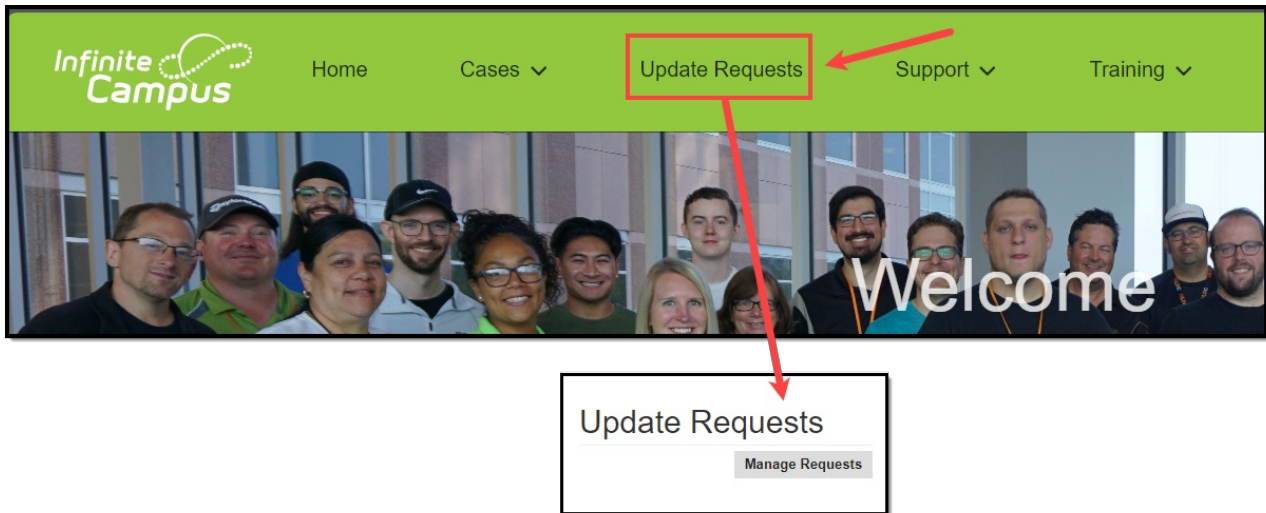 Infinite
Campus
Home
Cases
Update Requests
Support
Training
Welcome
Update Requests
Manage Requests